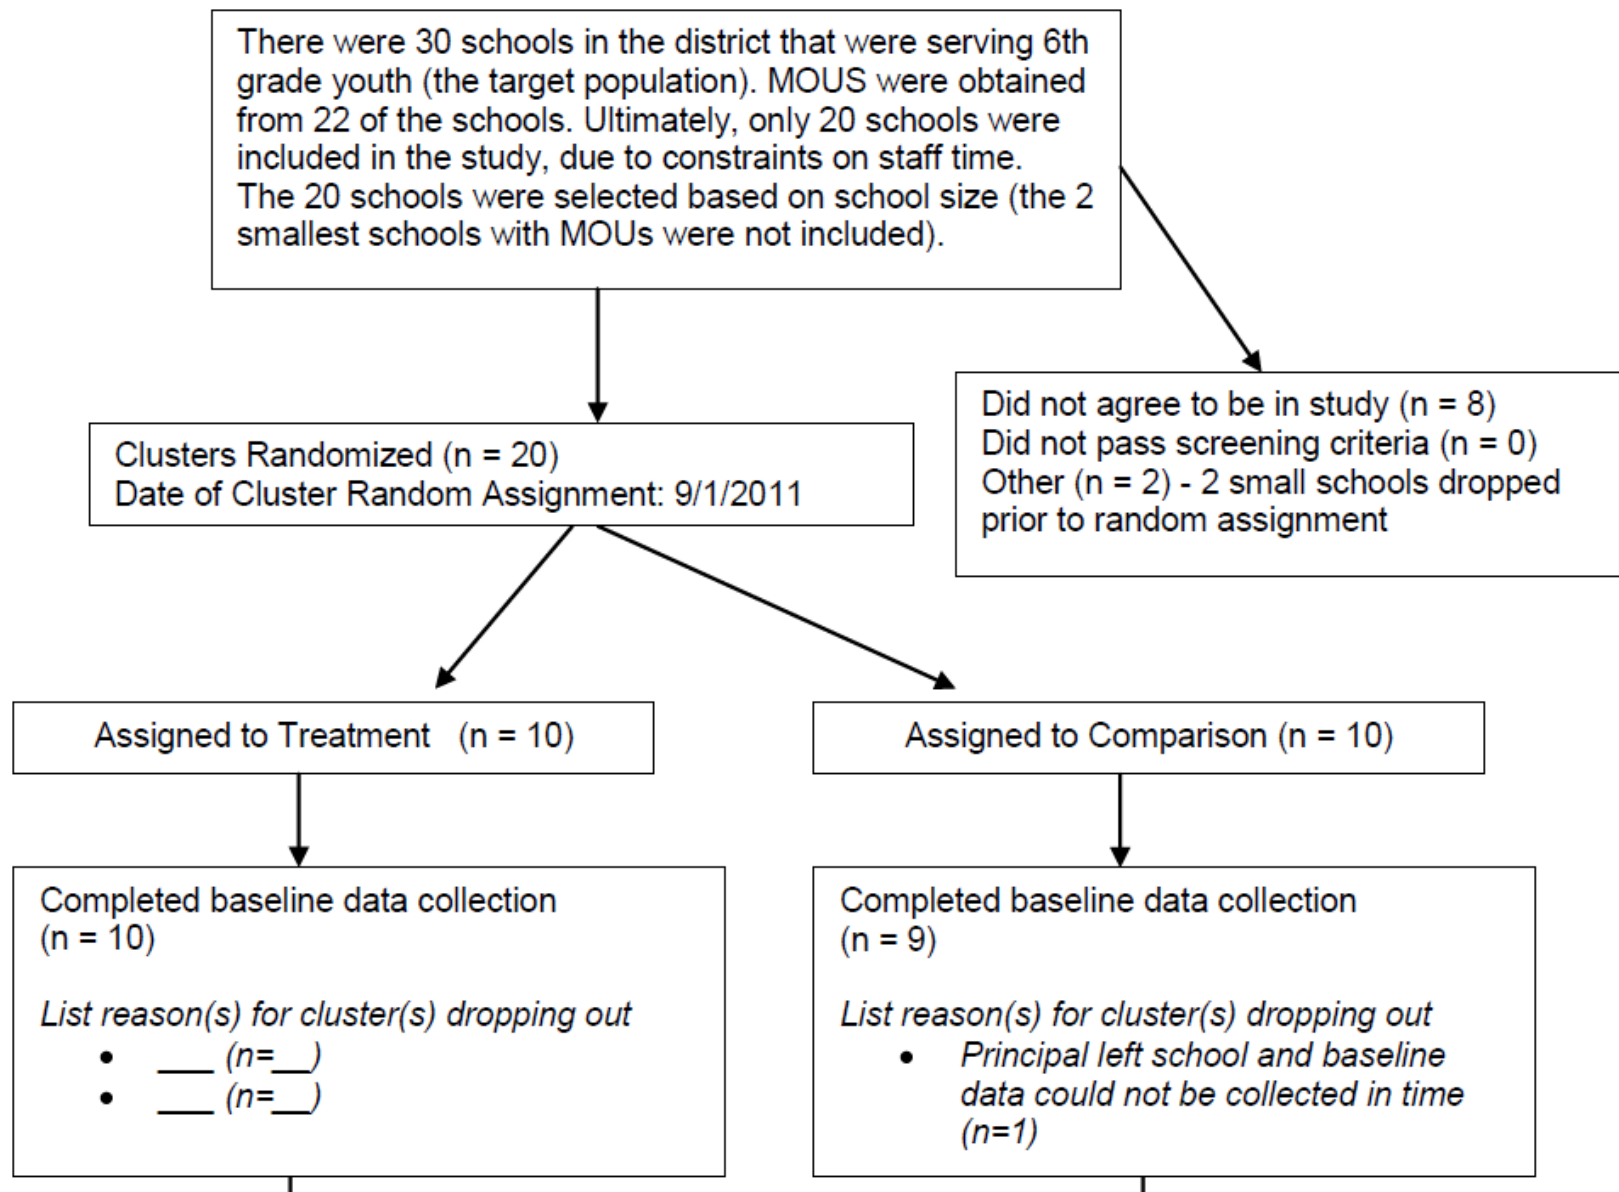 There were 30 schools in the district that were serving 6th
grade youth (the target population). MOUS were obtained
from 22 of the schools. Ultimately, only 20 schools were
included in the study, due to constraints on staff time.
The 20 schools were selected based on school size (the 2
smallest schools with MOUs were not included).
Did not agree to be in study (n = 8)
Did not pass screening criteria (n = 0)
Other (n = 2) - 2 small schools dropped
prior to random assignment
Clusters Randomized (n = 20)
Date of Cluster Random Assignment: 9/1/2011
Assigned to Treatment (n = 10)
Assigned to Comparison (n = 10)
Completed baseline data collection
(n = 10)
List reason(s) for cluster(s) dropping out
• ___ (n=__)
• ___ (n=__)
Completed baseline data collection
(n = 9)
List reason(s) for cluster(s) dropping out
• Principal left school and baseline
data could not be collected in time
(n=1)